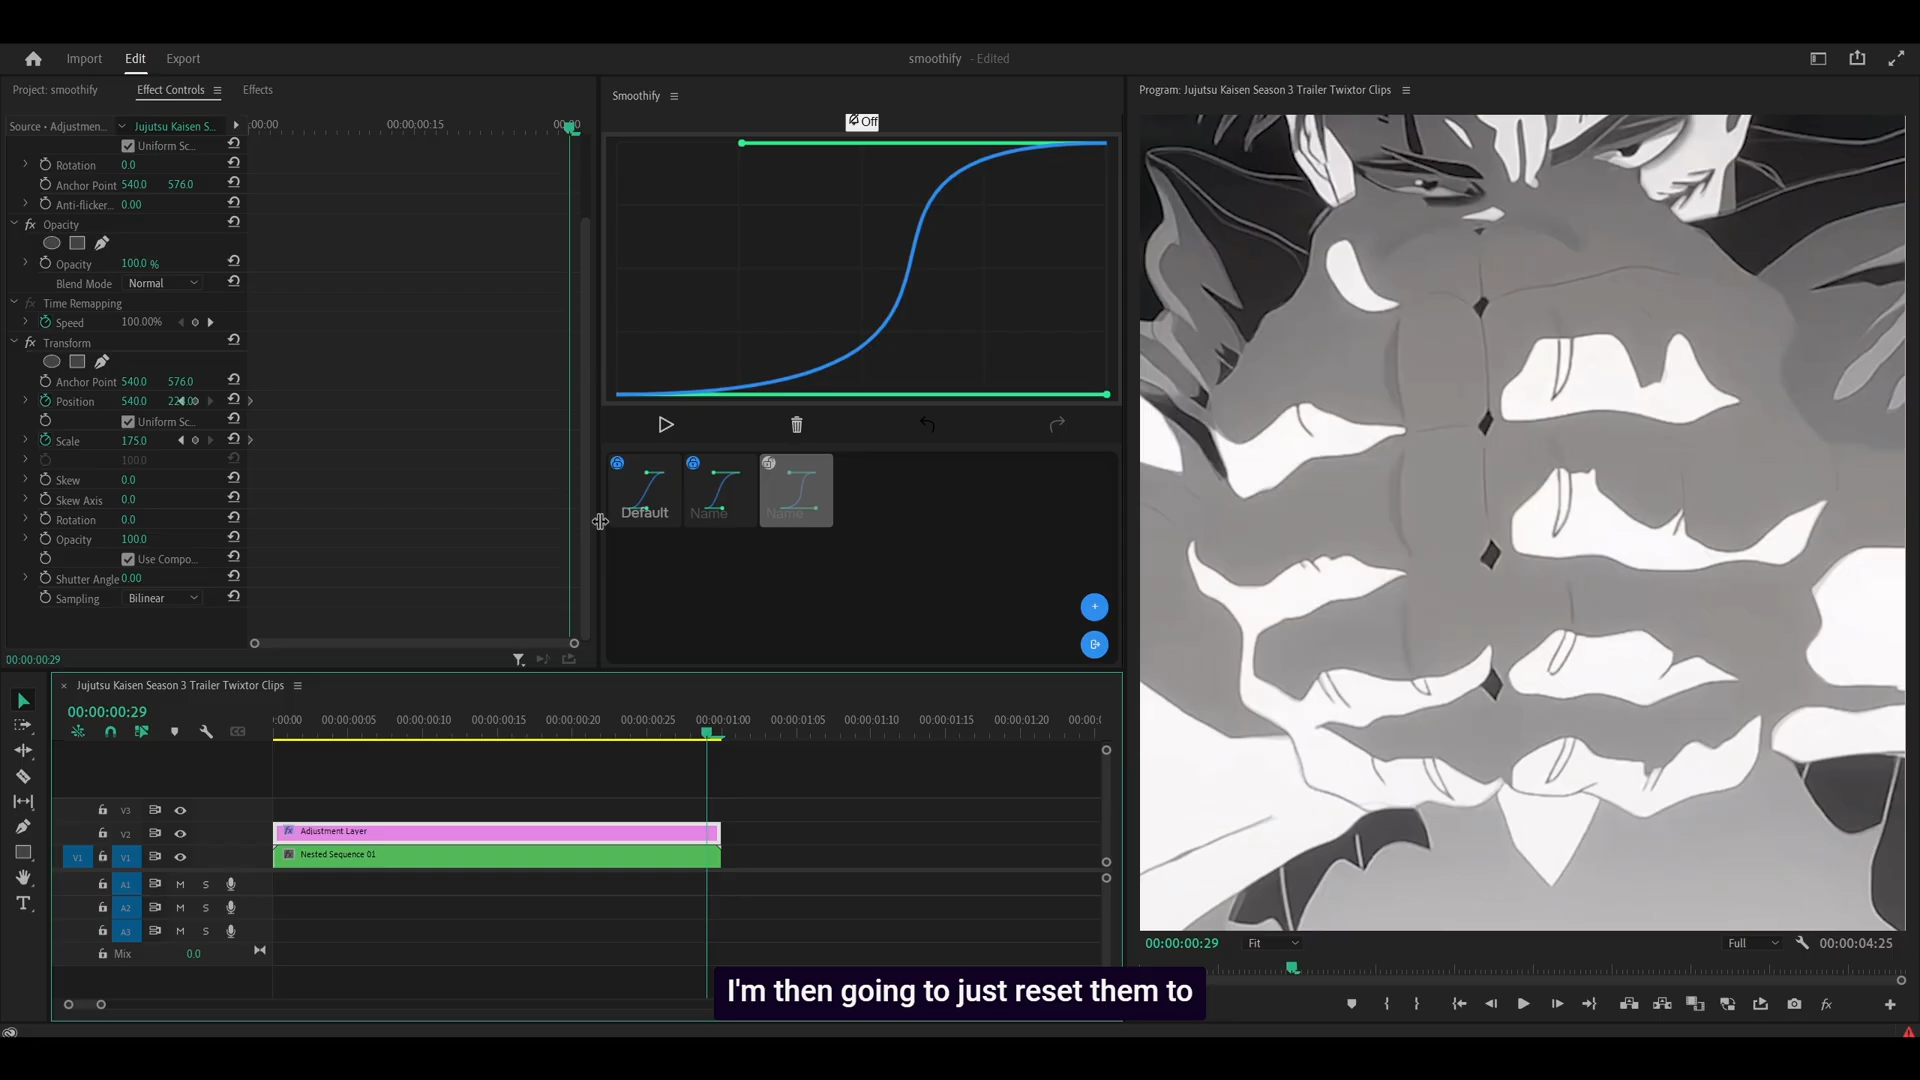 Import Edit Export
smoothify - Edited
Project: smoothify Effect Controls Effects
Smoothify
Program: Jujutsu Kaisen Season 3 Trailer Twixtor Clips
Source • Adjustmen... Jujutsu Kaisen S...
:00:00 00:00:00:15
Off
Uniform Sc...
Rotation 0.0
Anchor Point 540.0 576.0
Anti-flicker... 0.00
fx Opacity
Opacity 100.0 %
Blend Mode Normal
fx Time Remapping
Speed 100.00%
fx Transform
Anchor Point 540.0 576.0
Position 540.0
Uniform Sc...
Scale 175.0
100.0
Skew 0.0
Skew Axis 0.0
Rotation 0.0
Opacity 100.0
Use Compo...
Shutter Angle 0.00
Sampling Bilinear
00:00:00:29
Default Name Name
Jujutsu Kaisen Season 3 Trailer Twixtor Clips
00:00:00:29
:00:00 00:00:00:05 00:00:00:10 00:00:00:15 00:00:00:20 00:00:00:25 00:00:01:00 00:00:01:05 00:00:01:10 00:00:01:15 00:00:01:20 00:00:0
V3
V2
Adjustment Layer
V1 V1
Nested Sequence 01
A1 M S
A2 M S
A3 M S
Mix 0.0
00:00:00:29 Fit Full 00:00:04:25
I'm then going to just reset them to